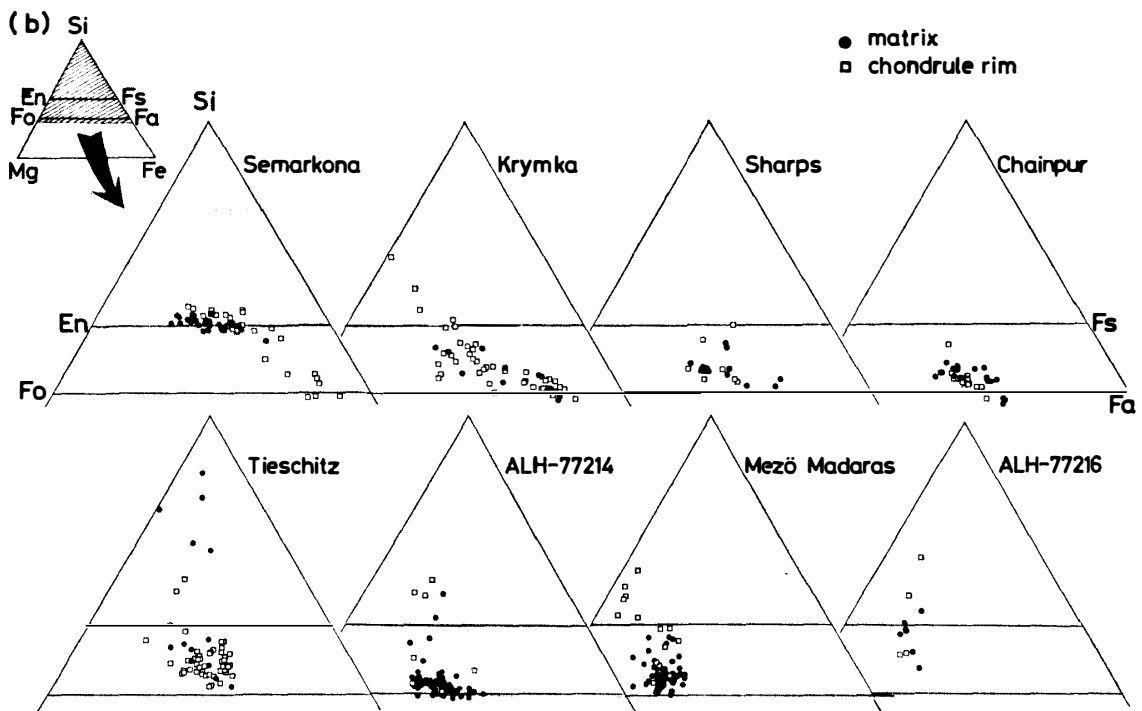 (b)
Si
En Fs
Fo Fa
Mg Fe
matrix
chondrule rim
Si
Semarkona Krymka Sharps Chainpur
En Fs
Fo Fa
Tieschitz ALH-77214 Mezö Madaras ALH-77216